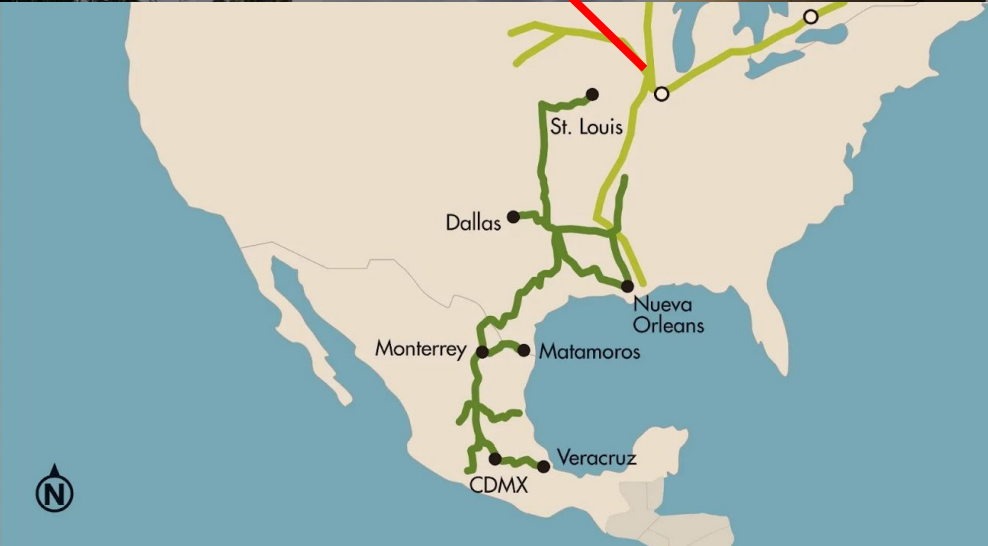 St. Louis
Dallas
Nueva
Orleans
Monterrey
Matamoros
Veracruz
CDMX
N